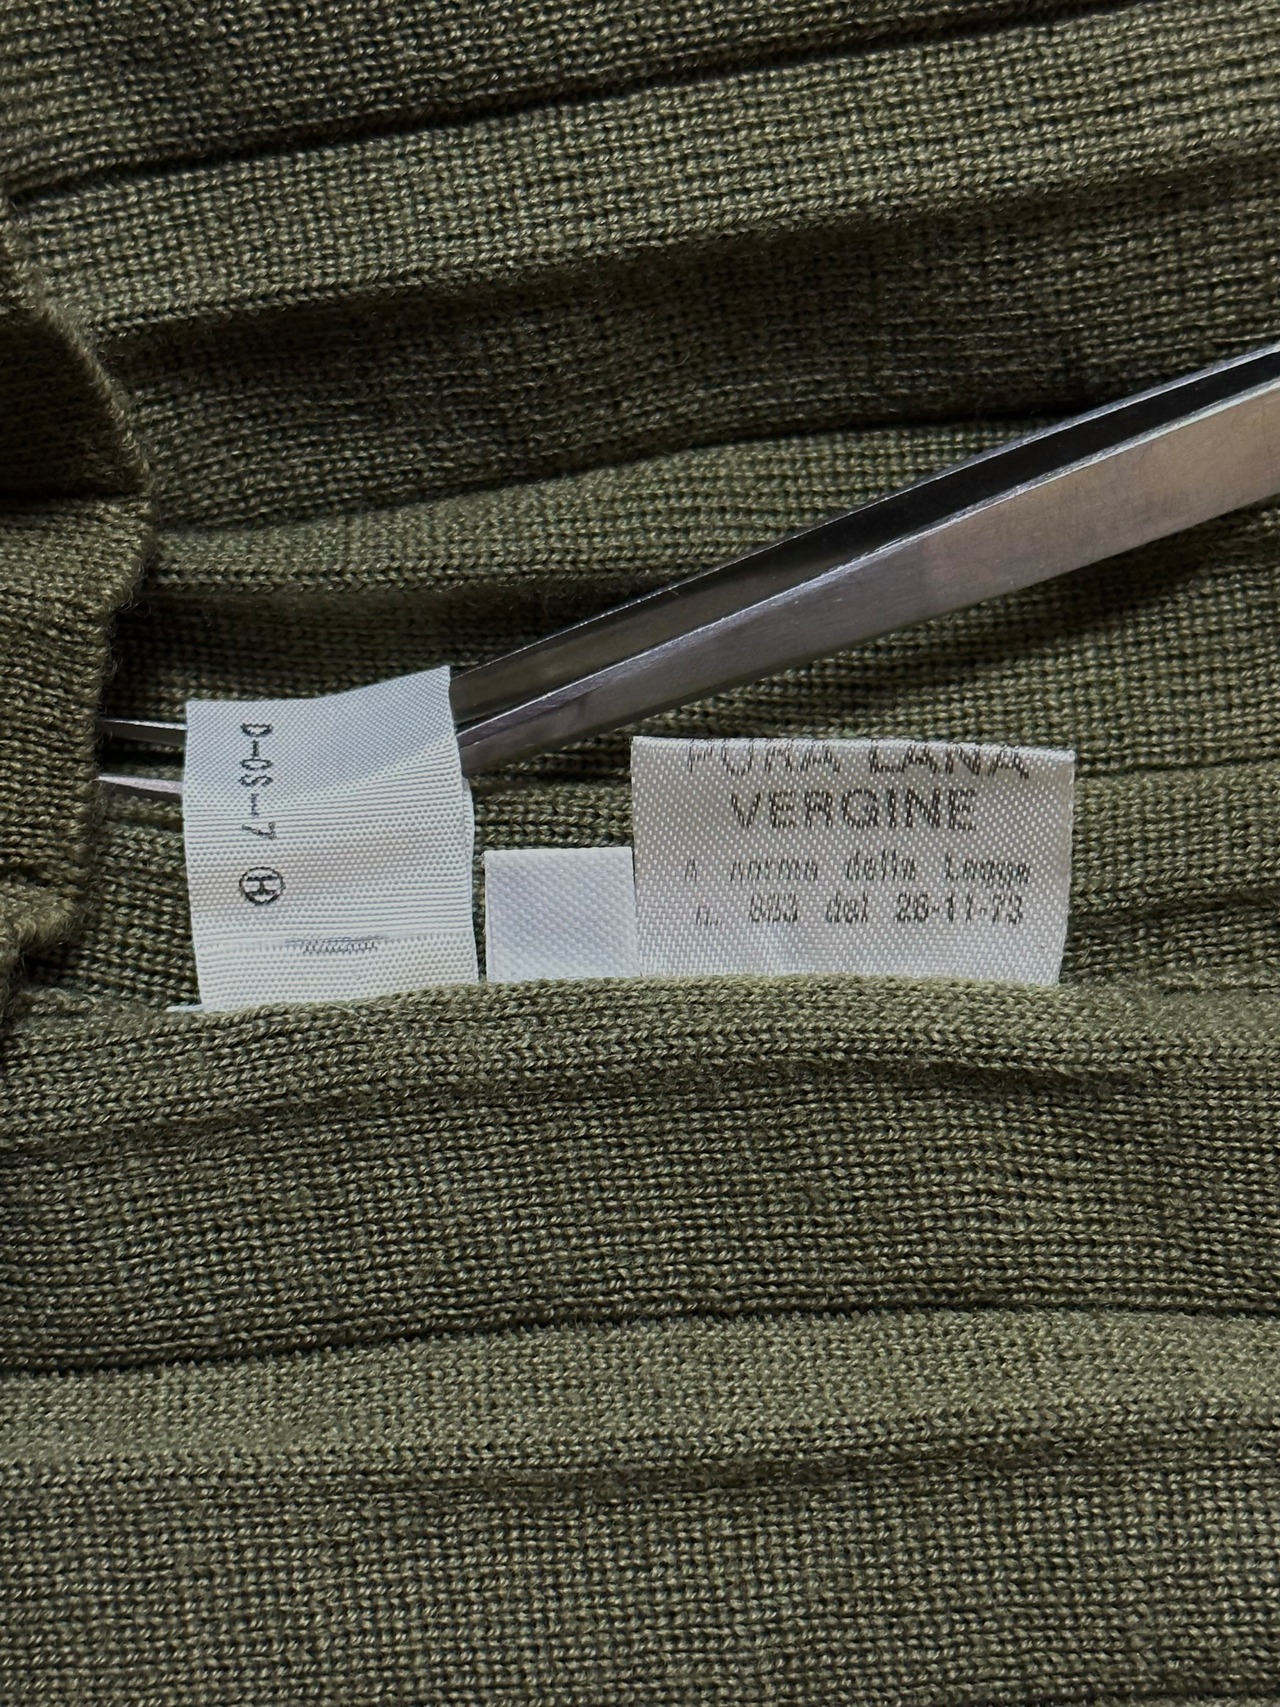 D-OS-7 Ⓗ
PURA LANA
VERGINE
A norma della Legge
n. 883 del 26-11-73